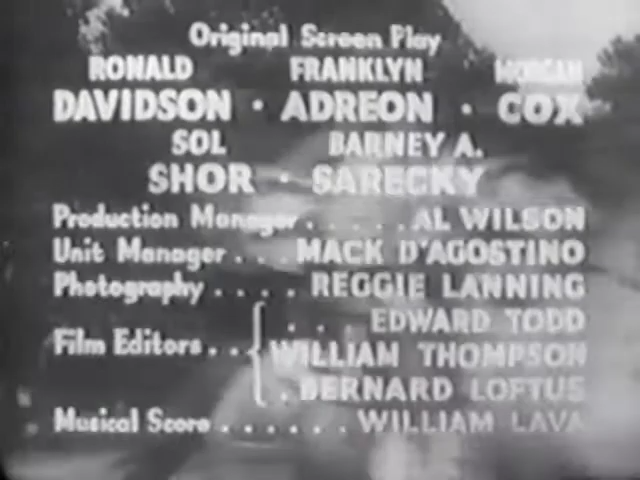 Original Screen Play
RONALD FRANKLYN MORGAN
DAVIDSON · ADREON · COX
SOL BARNEY A.
SHOR · SARECKY
Production Manager . . . . . AL WILSON
Unit Manager . . . MACK D'AGOSTINO
Photography . . . . REGGIE LANNING
. . . EDWARD TODD
Film Editors . . { WILLIAM THOMPSON
. BERNARD LOFTUS
Musical Score . . . . . . WILLIAM LAVA